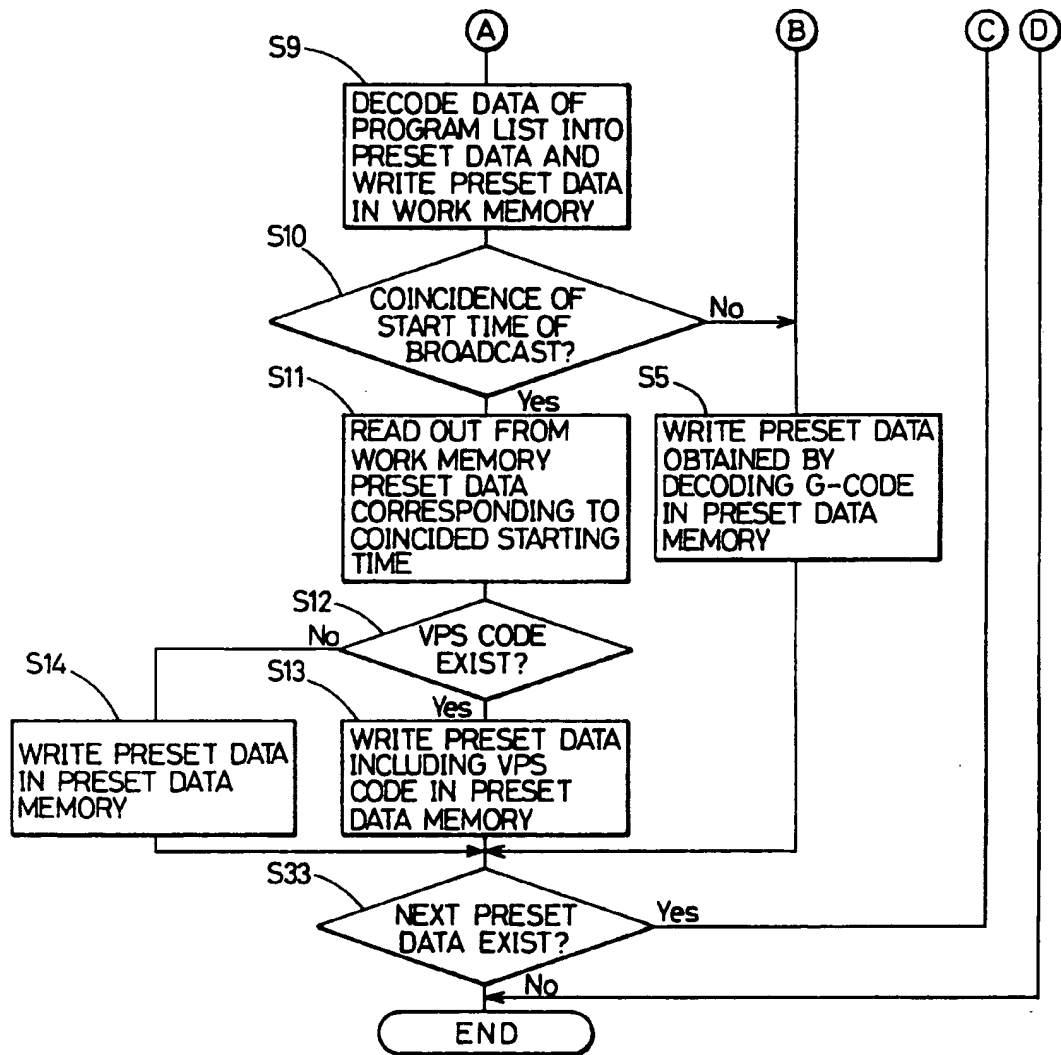 A
B
C
D
S9
DECODE DATA OF
PROGRAM LIST INTO
PRESET DATA AND
WRITE PRESET DATA
IN WORK MEMORY
S10
COINCIDENCE OF
START TIME OF
BROADCAST?
No
Yes
S11
READ OUT FROM
WORK MEMORY
PRESET DATA
CORRESPONDING TO
COINCIDED STARTING
TIME
S5
WRITE PRESET DATA
OBTAINED BY
DECODING G-CODE
IN PRESET DATA
MEMORY
S12
VPS CODE
EXIST?
No
Yes
S14
WRITE PRESET DATA
IN PRESET DATA
MEMORY
S13
WRITE PRESET DATA
INCLUDING VPS
CODE IN PRESET
DATA MEMORY
S33
NEXT PRESET
DATA EXIST?
Yes
No
END